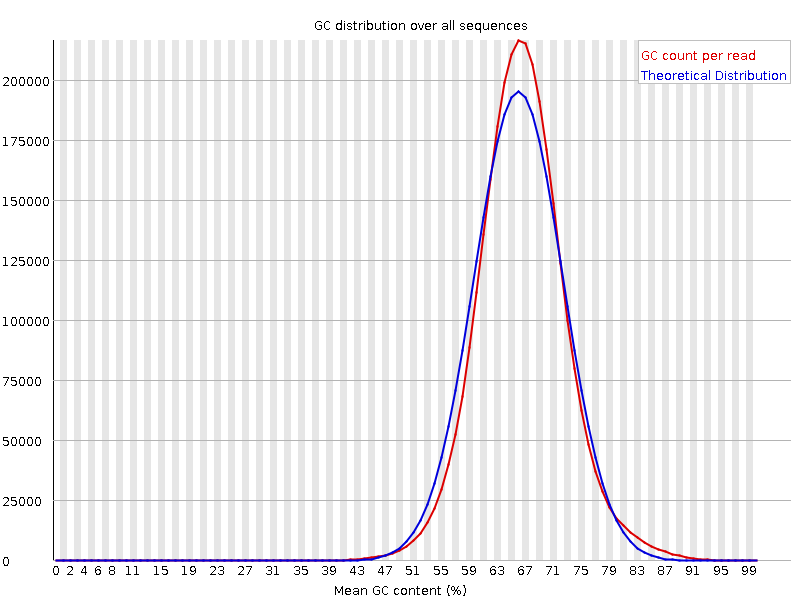 GC distribution over all sequences
GC count per read
Theoretical Distribution
200000
175000
150000
125000
100000
75000
50000
25000
0
0 2 4 6 8 11 15 19 23 27 31 35 39 43 47 51 55 59 63 67 71 75 79 83 87 91 95 99
Mean GC content (%)